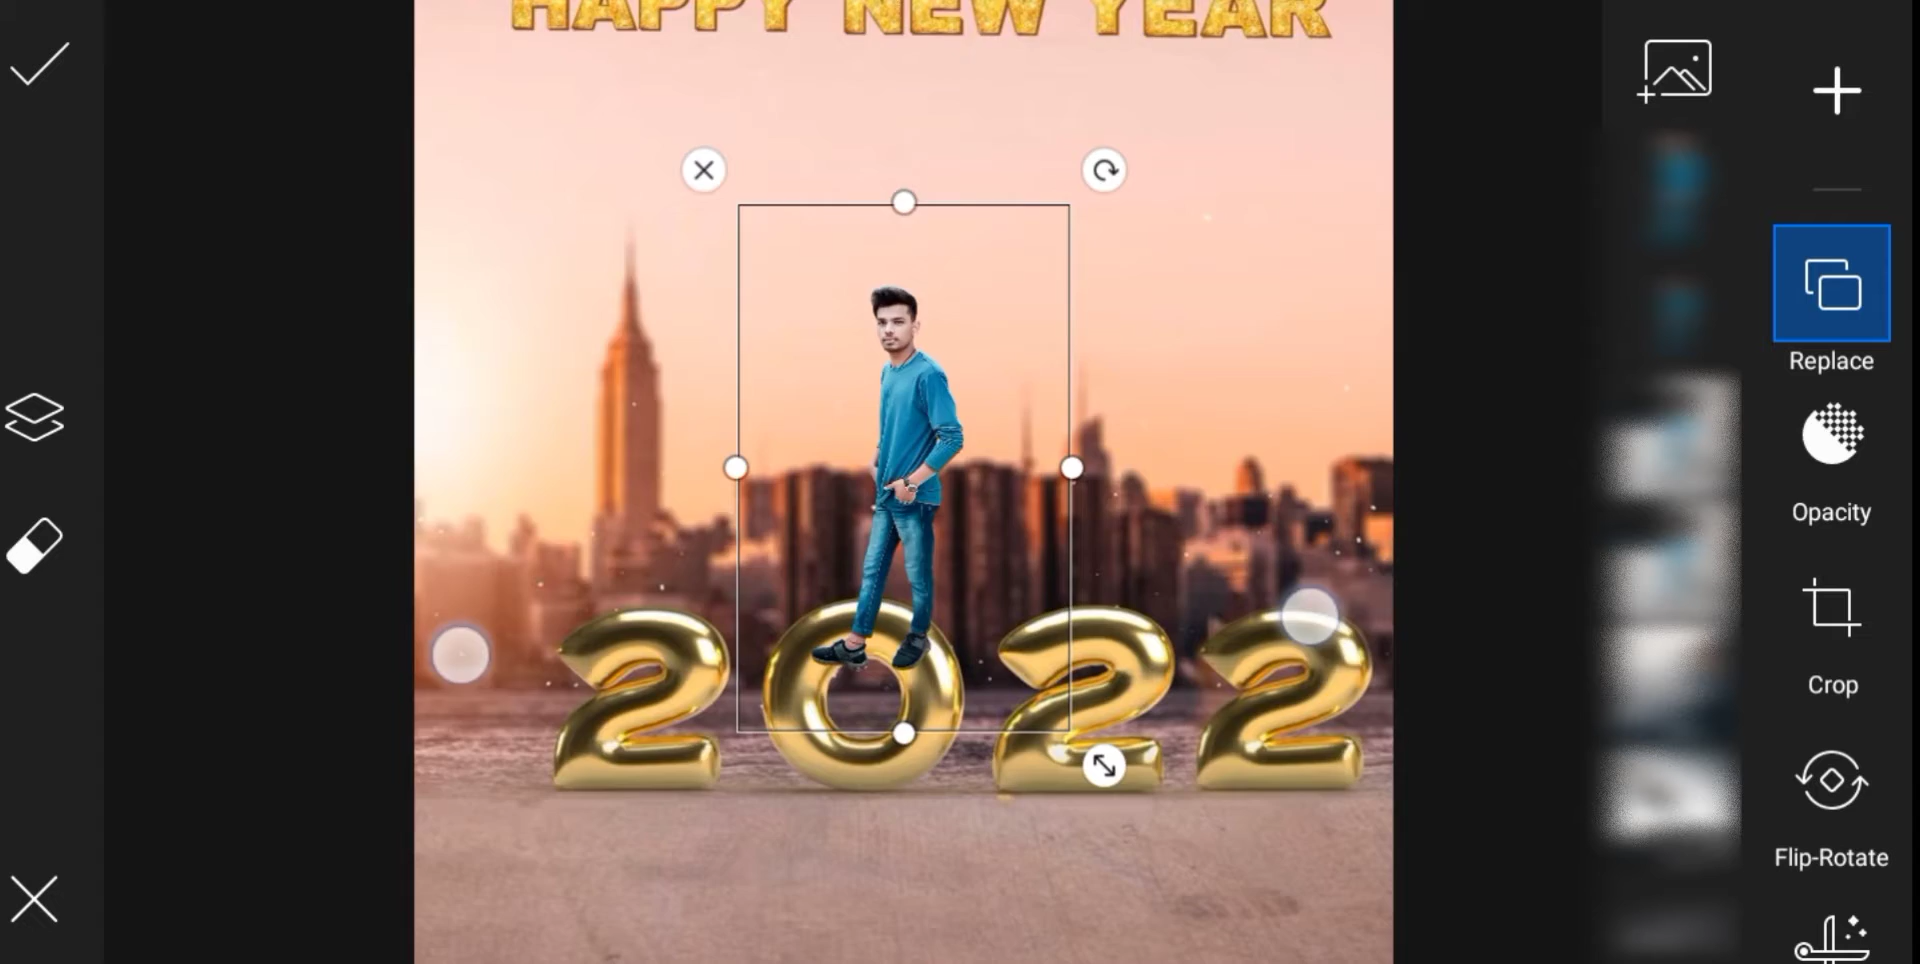 HAPPY NEW YEAR
Replace
Opacity
2022
Crop
Flip-Rotate